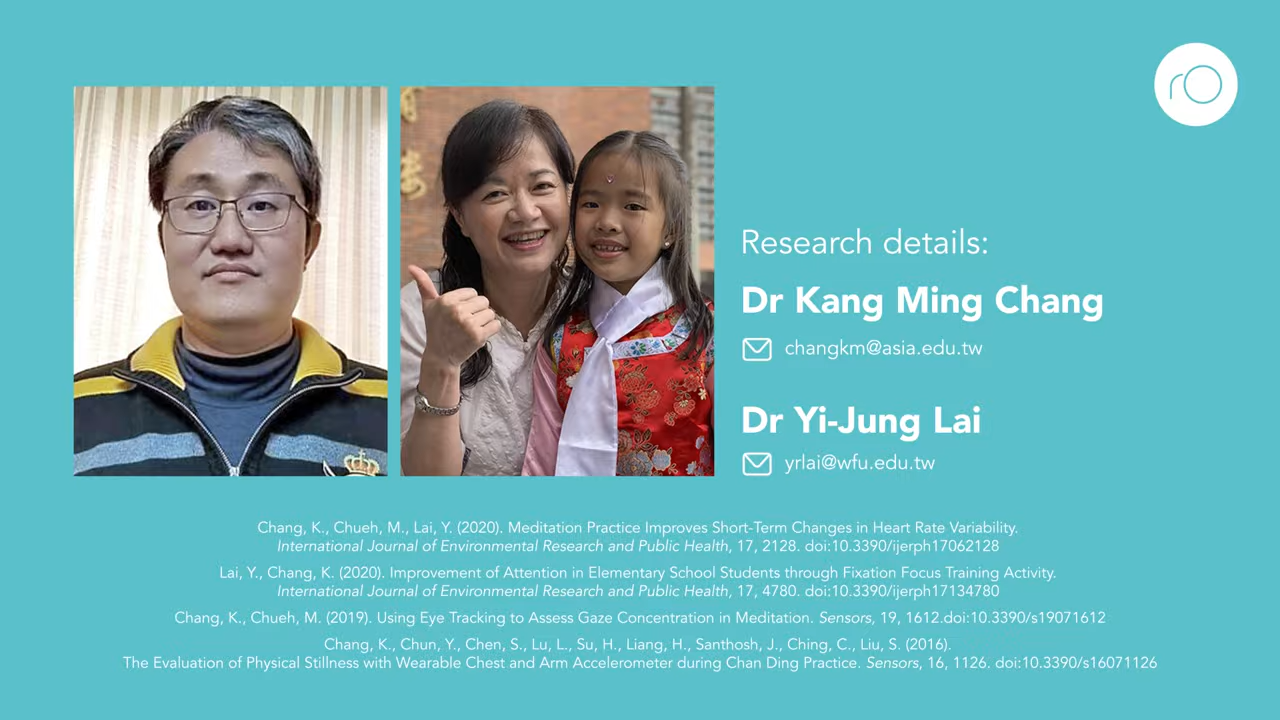 rO
Research details:
Dr Kang Ming Chang
changkm@asia.edu.tw
Dr Yi-Jung Lai
yrlai@wfu.edu.tw
Chang, K., Chueh, M., Lai, Y. (2020). Meditation Practice Improves Short-Term Changes in Heart Rate Variability.
International Journal of Environmental Research and Public Health, 17, 2128. doi:10.3390/ijerph17062128
Lai, Y., Chang, K. (2020). Improvement of Attention in Elementary School Students through Fixation Focus Training Activity.
International Journal of Environmental Research and Public Health, 17, 4780. doi:10.3390/ijerph17134780
Chang, K., Chueh, M. (2019). Using Eye Tracking to Assess Gaze Concentration in Meditation. Sensors, 19, 1612.doi:10.3390/s19071612
Chang, K., Chun, Y., Chen, S., Lu, L., Su, H., Liang, H., Santhosh, J., Ching, C., Liu, S. (2016).
The Evaluation of Physical Stillness with Wearable Chest and Arm Accelerometer during Chan Ding Practice. Sensors, 16, 1126. doi:10.3390/s16071126